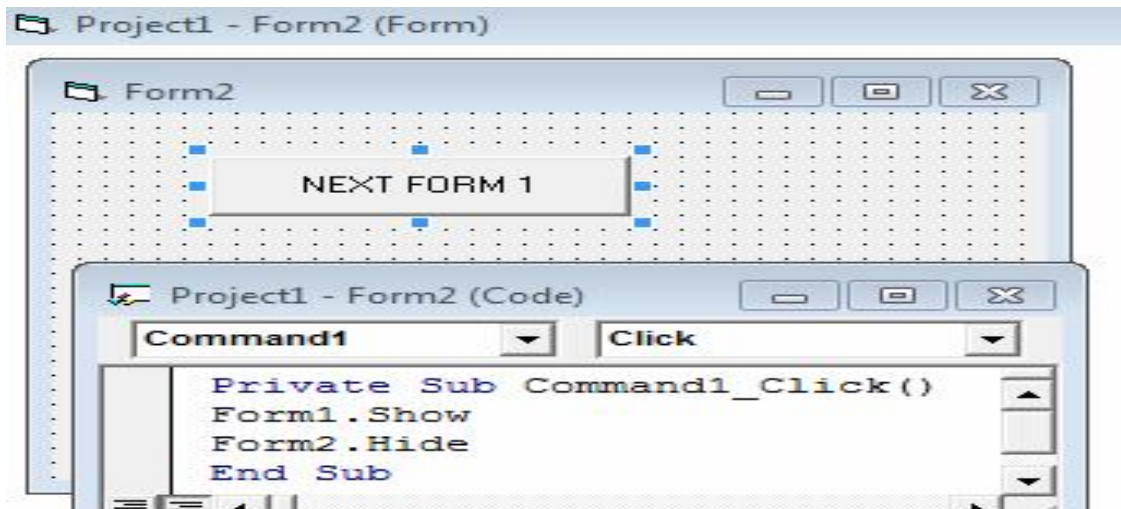 Project1 - Form2 (Form)
Form2
NEXT FORM 1
Project1 - Form2 (Code)
Command1 Click
Private Sub Command1_Click()
Form1.Show
Form2.Hide
End Sub